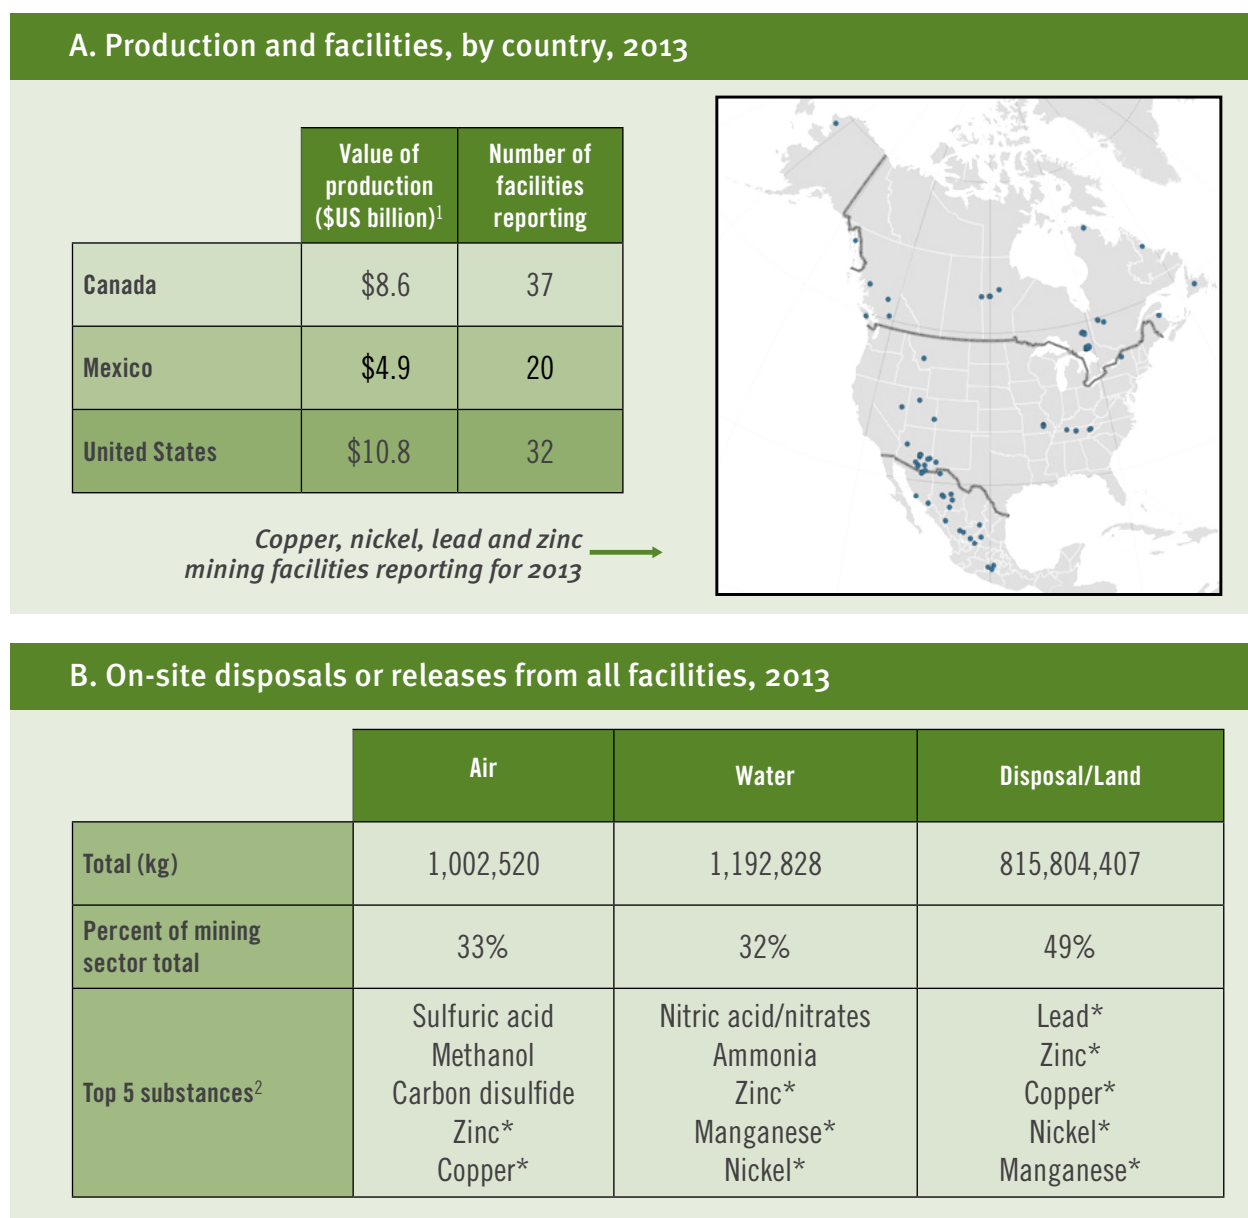 A. Production and facilities, by country, 2013
Value of
production
($US billion)1
Number of
facilities
reporting
Canada
$8.6
37
Mexico
$4.9
20
United States
$10.8
32
Copper, nickel, lead and zinc
mining facilities reporting for 2013
B. On-site disposals or releases from all facilities, 2013
Air
Water
Disposal/Land
Total (kg)
1,002,520
1,192,828
815,804,407
Percent of mining
sector total
33%
32%
49%
Top 5 substances2
Sulfuric acid
Methanol
Carbon disulfide
Zinc*
Copper*
Nitric acid/nitrates
Ammonia
Zinc*
Manganese*
Nickel*
Lead*
Zinc*
Copper*
Nickel*
Manganese*